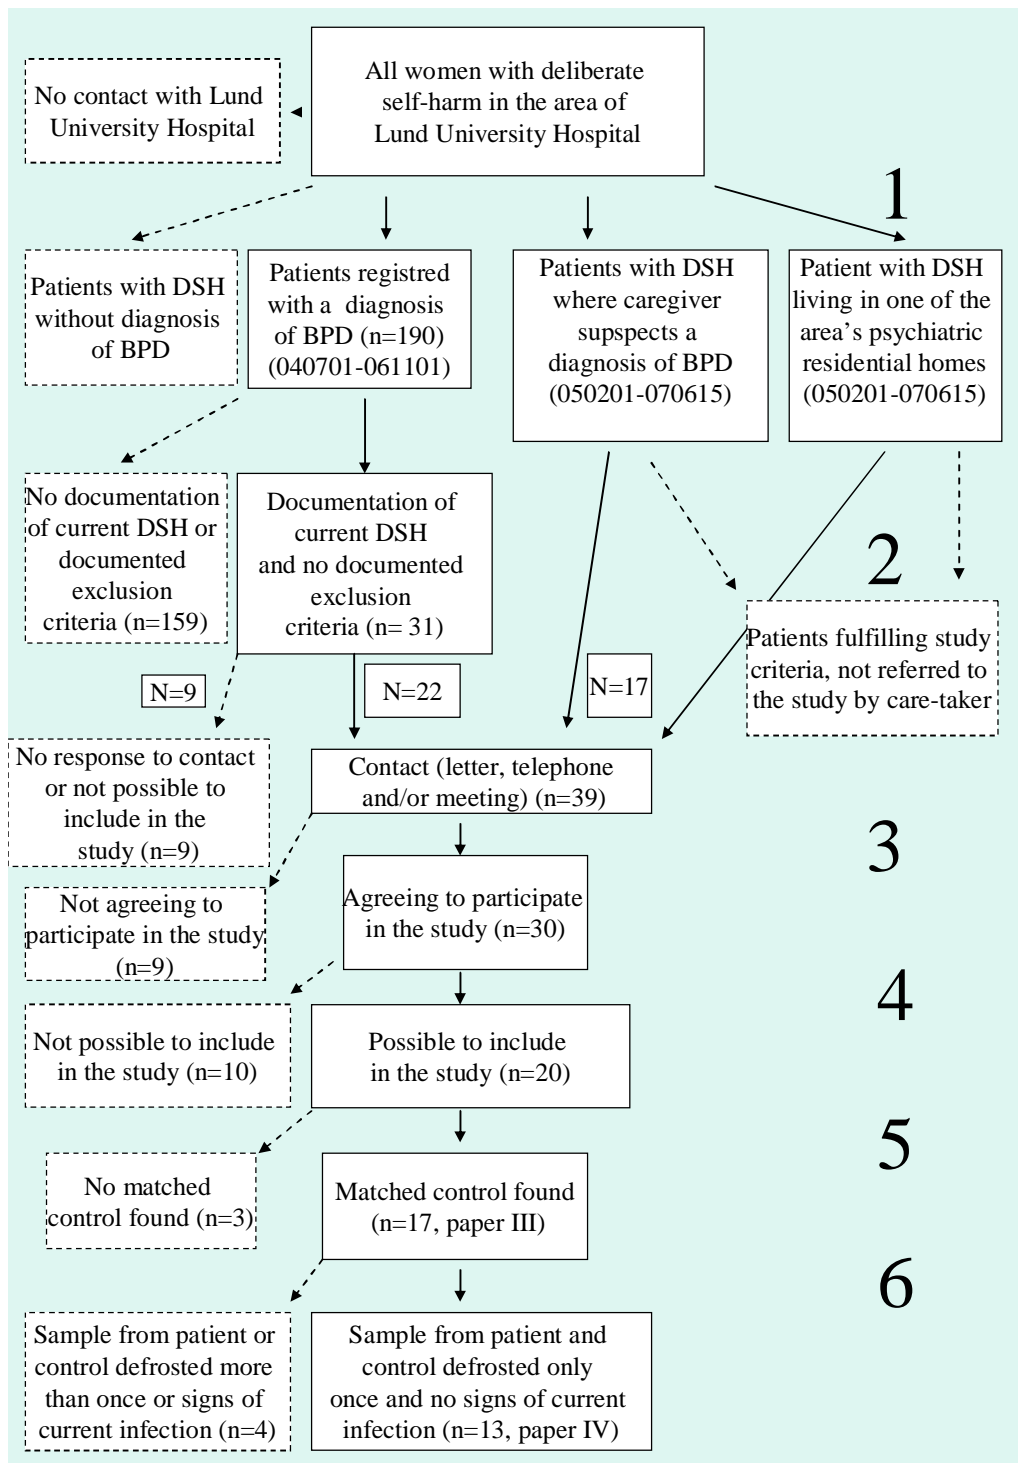 All women with deliberate
self-harm in the area of
Lund University Hospital
No contact with Lund
University Hospital
1
Patients with DSH
without diagnosis
of BPD
Patients registred
with a diagnosis
of BPD (n=190)
(040701-061101)
Patients with DSH
where caregiver
supspects a
diagnosis of BPD
(050201-070615)
Patient with DSH
living in one of the
area's psychiatric
residential homes
(050201-070615)
No documentation
of current DSH or
documented
exclusion
criteria (n=159)
Documentation of
current DSH
and no documented
exclusion
criteria (n= 31)
2
Patients fulfilling study
criteria, not referred to
the study by care-taker
N=9
N=22
N=17
No response to contact
or not possible to
include in the
study (n=9)
Contact (letter, telephone
and/or meeting) (n=39)
3
Not agreeing to
participate in the study
(n=9)
Agreeing to participate
in the study (n=30)
4
Not possible to include
in the study (n=10)
Possible to include
in the study (n=20)
5
No matched
control found (n=3)
Matched control found
(n=17, paper III)
6
Sample from patient or
control defrosted more
than once or signs of
current infection (n=4)
Sample from patient and
control defrosted only
once and no signs of current
infection (n=13, paper IV)